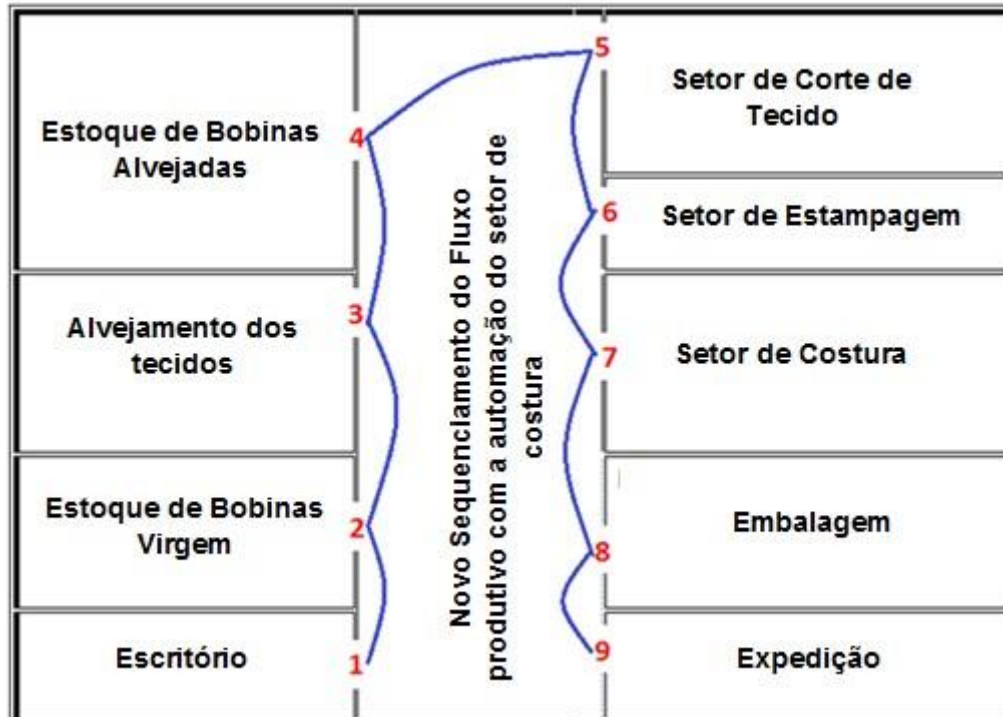 Estoque de Bobinas
Alvejadas
4
Alvejamento dos
tecidos
3
Estoque de Bobinas
Virgem
2
Escritório
1
Novo Sequenciamento do Fluxo
produtivo com a automação do setor de
costura
5
Setor de Corte de
Tecido
6
Setor de Estampagem
7
Setor de Costura
8
Embalagem
9
Expedição